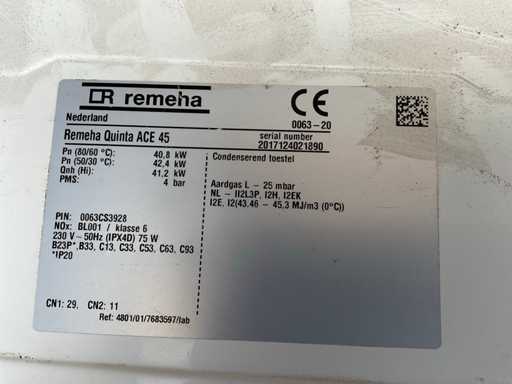 remeha
Nederland
0063-20
Remeha Quinta ACE 45
serial number
2017124021890
Pn (80/60 °C): 40,8 kW
Pn (50/30 °C): 42,4 kW
Qnh (Hi): 41,2 kW
PMS: 4 bar
Condenserend toestel
Aardgas L - 25 mbar
NL - II2L3P, I2H, I2EK
I2E, I2(43.46 - 45.3 MJ/m3 (0°C))
PIN: 0063CS3928
NOx: BL001 / klasse 6
230 V ~ 50Hz (IPX4D) 75 W
B23P*,B33, C13, C33, C53, C63, C93
*IP20
CN1: 29, CN2: 11
Ref: 4801/01/7683597/lab